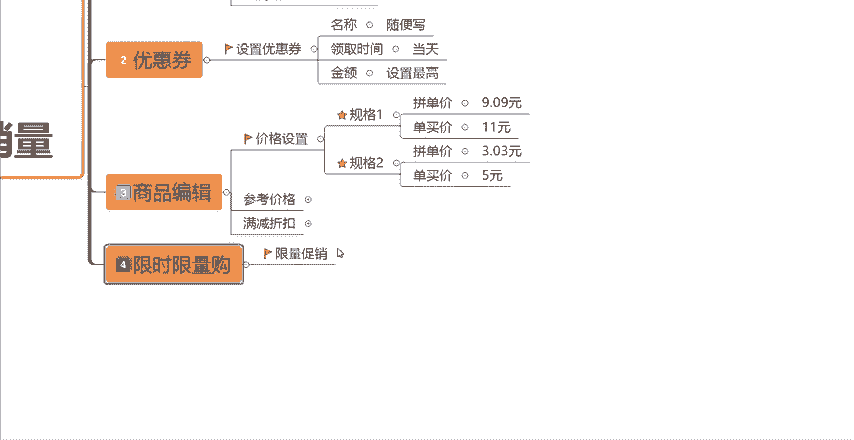 名称 随便写
2 优惠券
设置优惠券
领取时间 当天
金额 设置最高
销量
价格设置
规格1
拼单价 9.09元
单买价 11元
规格2
拼单价 3.03元
单买价 5元
3 商品编辑
参考价格
满减折扣
4 限时限量购
限量促销